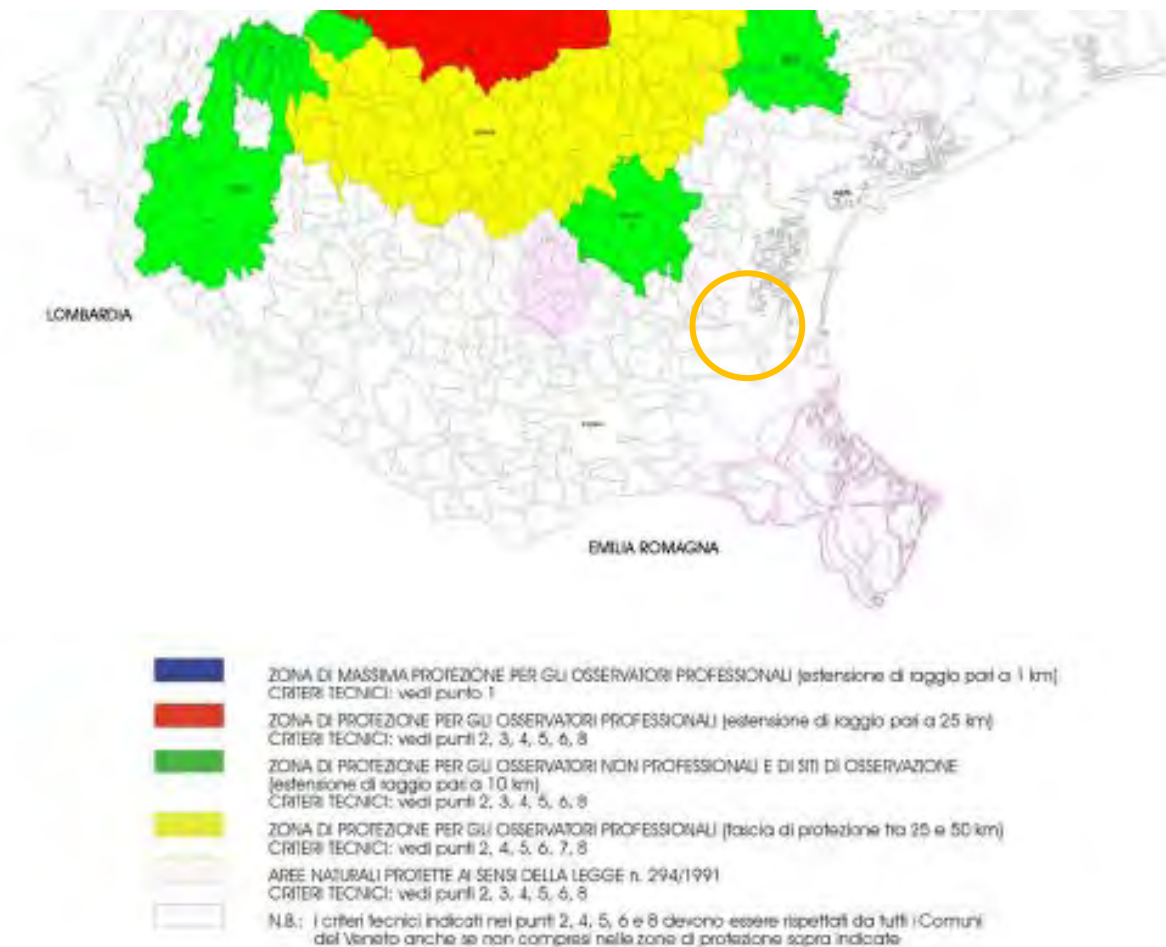 LOMBARDIA
EMILIA ROMAGNA
ZONA DI MASSIMA PROTEZIONE PER GLI OSSERVATORI PROFESSIONALI (estensione di raggio pari a 1 km)
CRITERI TECNICI: vedi punto 1
ZONA DI PROTEZIONE PER GLI OSSERVATORI PROFESSIONALI (estensione di raggio pari a 25 km)
CRITERI TECNICI: vedi punti 2, 3, 4, 5, 6, 8
ZONA DI PROTEZIONE PER GLI OSSERVATORI NON PROFESSIONALI E DI SITI DI OSSERVAZIONE
(estensione di raggio pari a 10 km)
CRITERI TECNICI: vedi punti 2, 3, 4, 5, 6, 8
ZONA DI PROTEZIONE PER GLI OSSERVATORI PROFESSIONALI (fascia di protezione tra 25 e 50 km)
CRITERI TECNICI: vedi punti 2, 4, 5, 6, 7, 8
AREE NATURALI PROTETTE AI SENSI DELLA LEGGE n. 294/1991
CRITERI TECNICI: vedi punti 2, 3, 4, 5, 6, 8
N.B.: i criteri tecnici indicati nei punti 2, 4, 5, 6 e 8 devono essere rispettati da tutti i Comuni
del Veneto anche se non compresi nelle zone di protezione sopra indicate